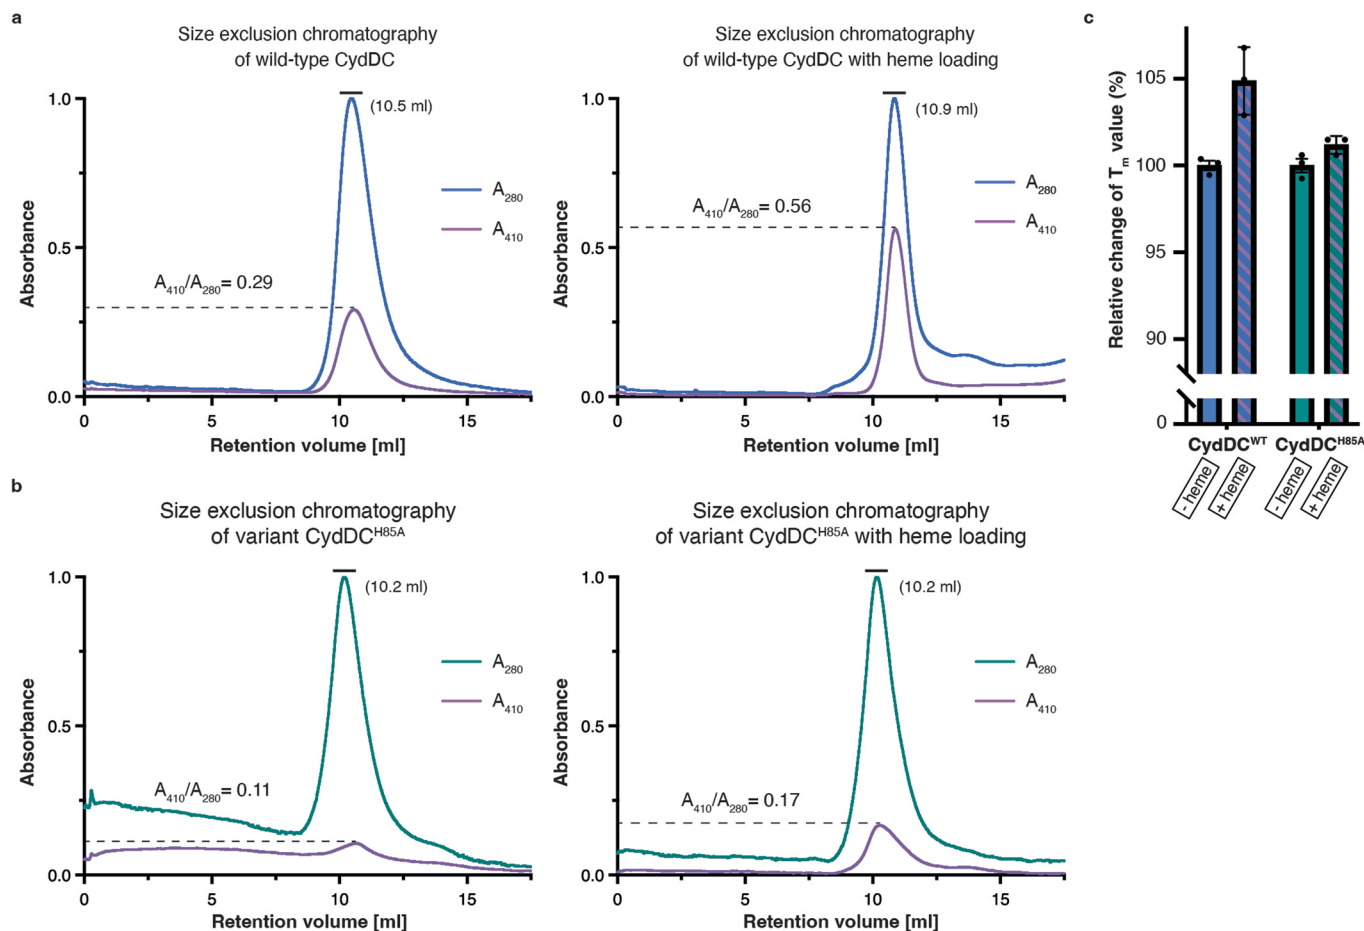 a
Size exclusion chromatography
of wild-type CydDC
(10.5 ml)
1.0
0.5
0.0
Absorbance
A280
A410
A410/A280= 0.29
0
5
10
15
Retention volume [ml]
Size exclusion chromatography
of wild-type CydDC with heme loading
(10.9 ml)
1.0
0.5
0.0
Absorbance
A280
A410
A410/A280= 0.56
0
5
10
15
Retention volume [ml]
c
Relative change of Tm value (%)
105
100
95
90
0
CydDCWT
CydDCH85A
- heme
+ heme
- heme
+ heme
b
Size exclusion chromatography
of variant CydDCH85A
(10.2 ml)
1.0
0.5
0.0
Absorbance
A280
A410
A410/A280= 0.11
0
5
10
15
Retention volume [ml]
Size exclusion chromatography
of variant CydDCH85A with heme loading
(10.2 ml)
1.0
0.5
0.0
Absorbance
A280
A410
A410/A280= 0.17
0
5
10
15
Retention volume [ml]